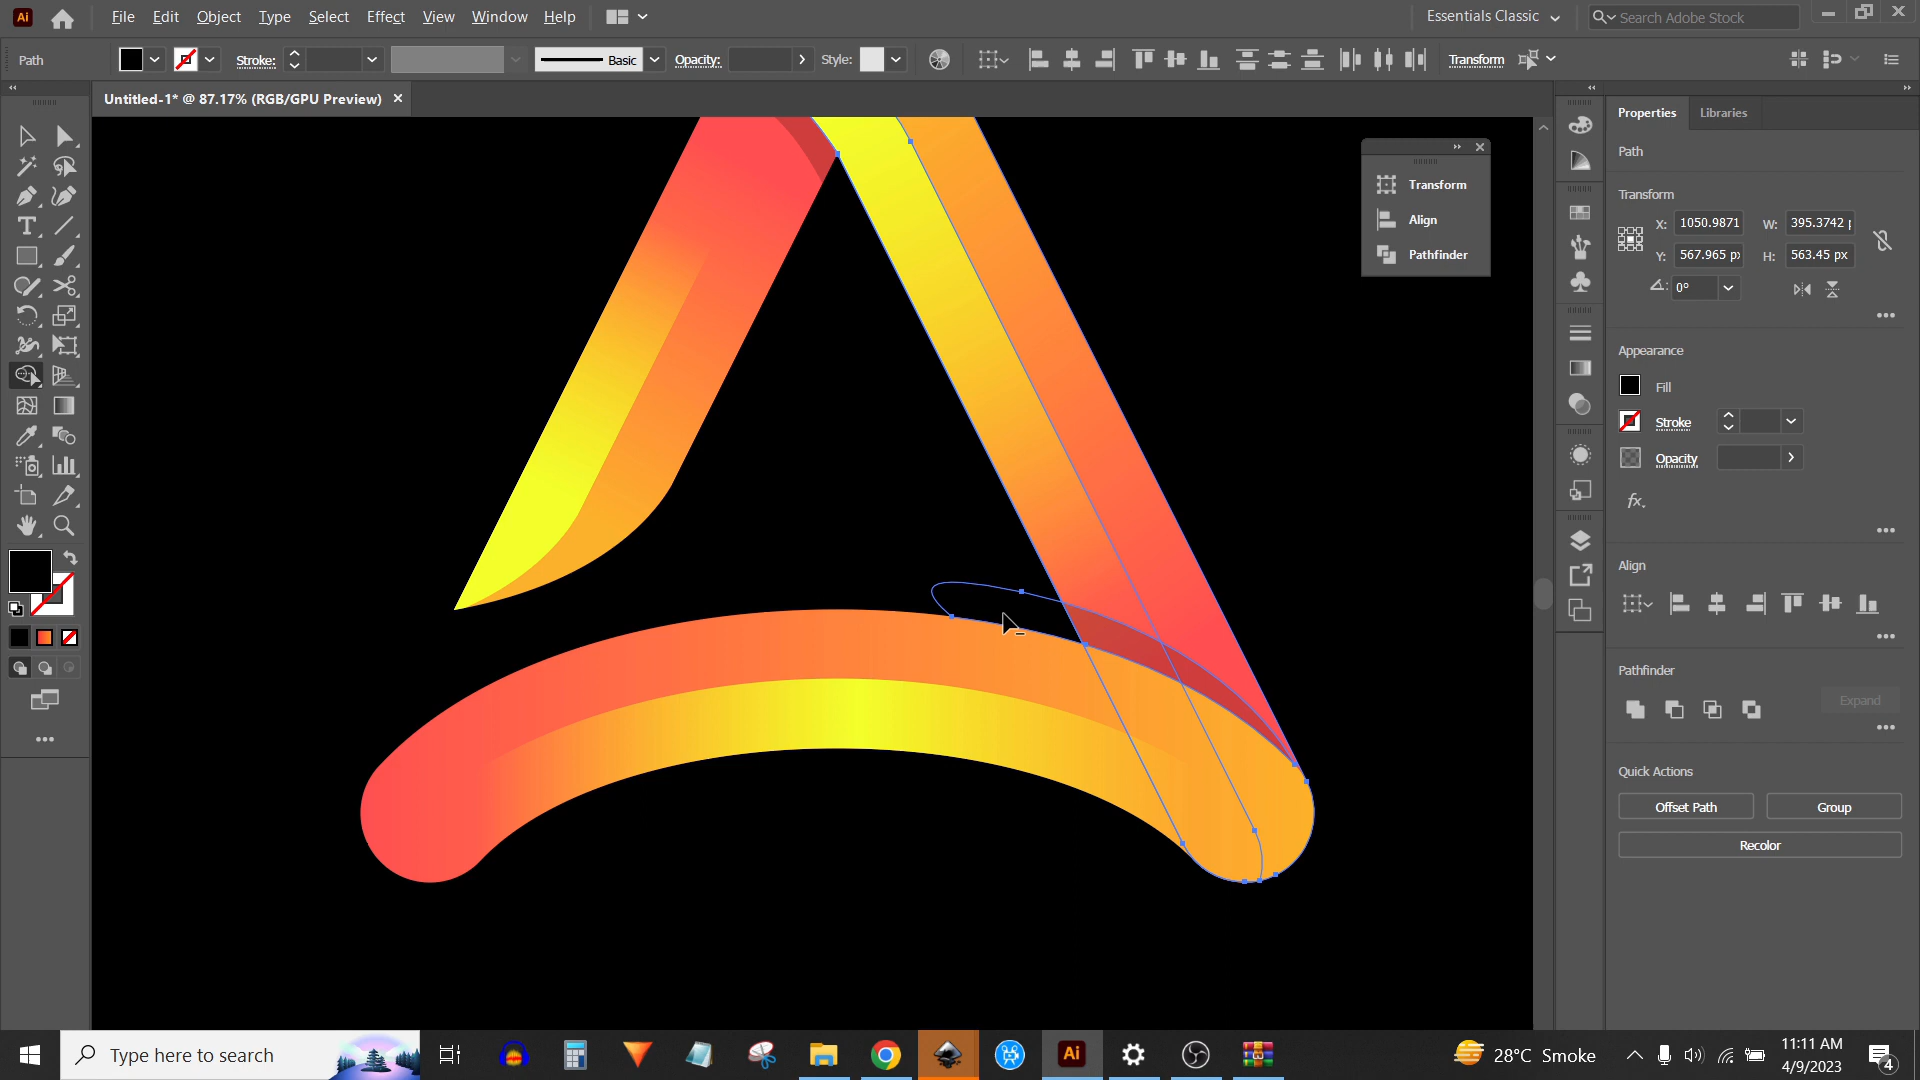 Ai File Edit Object Type Select Effect View Window Help Essentials Classic Search Adobe Stock
Path Stroke: Basic Opacity: Style: Transform
Untitled-1* @ 87.17% (RGB/GPU Preview)
Properties Libraries
Path
Transform
X: 1050.9871 W: 395.3742
Y: 567.965 px H: 563.45 px
0°
Appearance
Fill
Stroke
Opacity
fx.
Align
Pathfinder
Expand
Quick Actions
Offset Path Group
Recolor
Transform
Align
Pathfinder
Type here to search
Ai
28°C Smoke
11:11 AM
4/9/2023
4